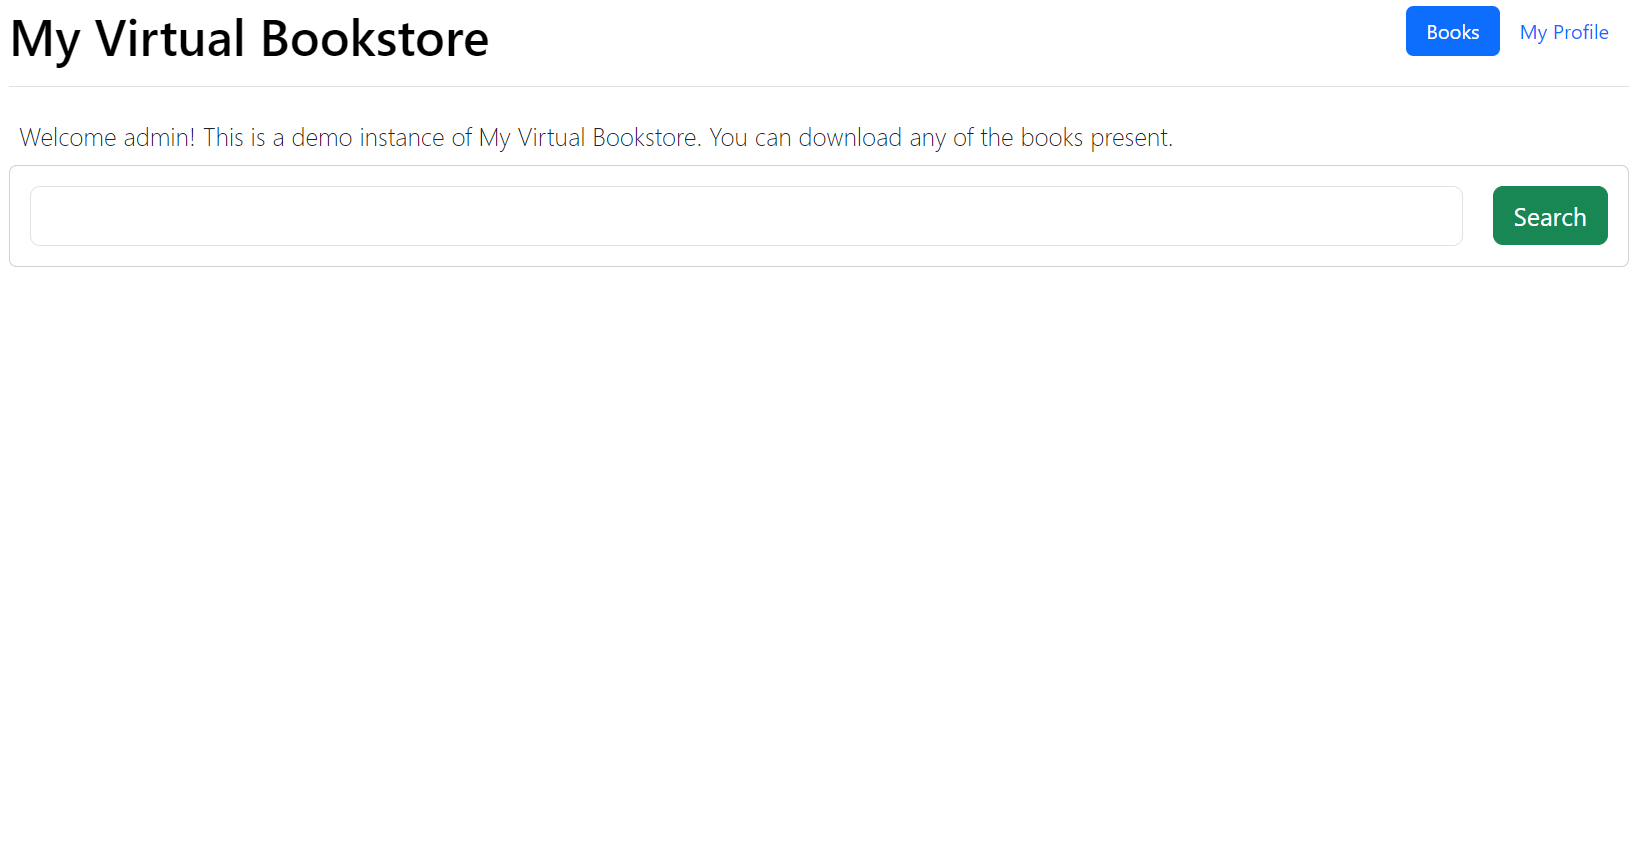 My Virtual Bookstore
Books
My Profile
Welcome admin! This is a demo instance of My Virtual Bookstore. You can download any of the books present.
Search